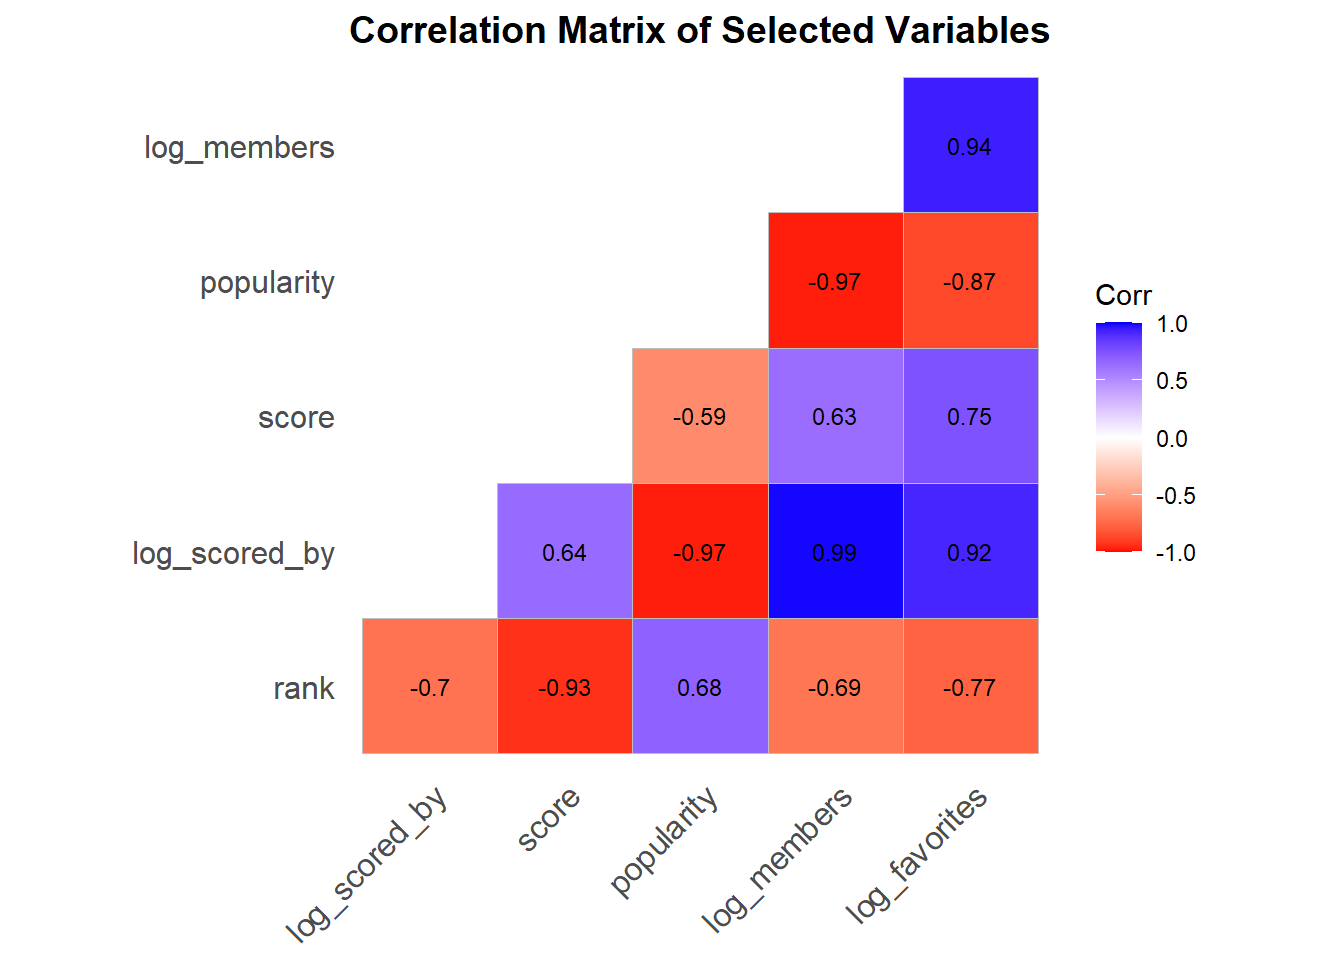 Correlation Matrix of Selected Variables
log_members
0.94
popularity
-0.97 -0.87
score
-0.59 0.63 0.75
log_scored_by
0.64 -0.97 0.99 0.92
rank
-0.7 -0.93 0.68 -0.69 -0.77
log_scored_by
score
popularity
log_members
log_favorites
Corr
1.0
0.5
0.0
-0.5
-1.0